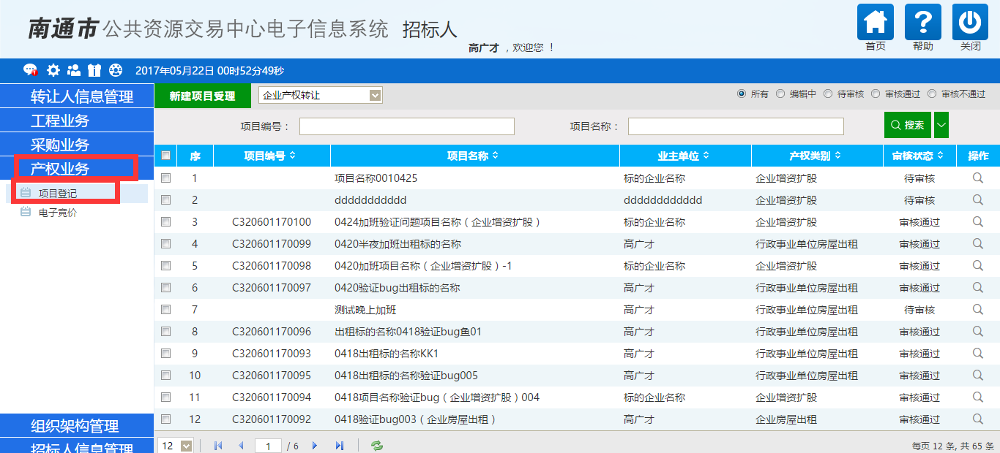 南通市公共资源交易中心电子信息系统 招标人
高广才 ，欢迎您 ！
首页 帮助 关闭
2017年05月22日 00时52分49秒
转让人信息管理
工程业务
采购业务
产权业务
项目登记
电子竞价
组织架构管理
招标人信息管理
新建项目受理 企业产权转让 所有 编辑中 待审核 审核通过 审核不通过
项目编号： 项目名称： 搜索
序 项目编号 项目名称 业主单位 产权类别 审核状态 操作
1 项目名称0010425 标的企业名称 企业增资扩股 待审核
2 ddddddddddd dddddddddddd 企业增资扩股 待审核
3 C320601170100 0424加班验证问题项目名称（企业增资扩股） 标的企业名称 企业增资扩股 审核通过
4 C320601170099 0420半夜加班出租标的名称 高广才 行政事业单位房屋出租 审核通过
5 C320601170098 0420加班项目名称（企业增资扩股）-1 标的企业名称 企业增资扩股 审核通过
6 C320601170097 0420验证bug出租标的名称 高广才 行政事业单位房屋出租 审核通过
7 测试晚上加班 高广才 行政事业单位房屋出租 待审核
8 C320601170096 出租标的名称0418验证bug鱼01 高广才 行政事业单位房屋出租 审核通过
9 C320601170093 0418出租标的名称KK1 高广才 行政事业单位房屋出租 审核通过
10 C320601170095 0418出租标的名称验证bug005 高广才 行政事业单位房屋出租 审核通过
11 C320601170094 0418项目名称验证bug（企业增资扩股）004 标的企业名称 企业增资扩股 审核通过
12 C320601170092 0418验证bug003（企业房屋出租） 高广才 企业房屋出租 审核通过
12 1 / 6 每页 12 条, 共 65 条